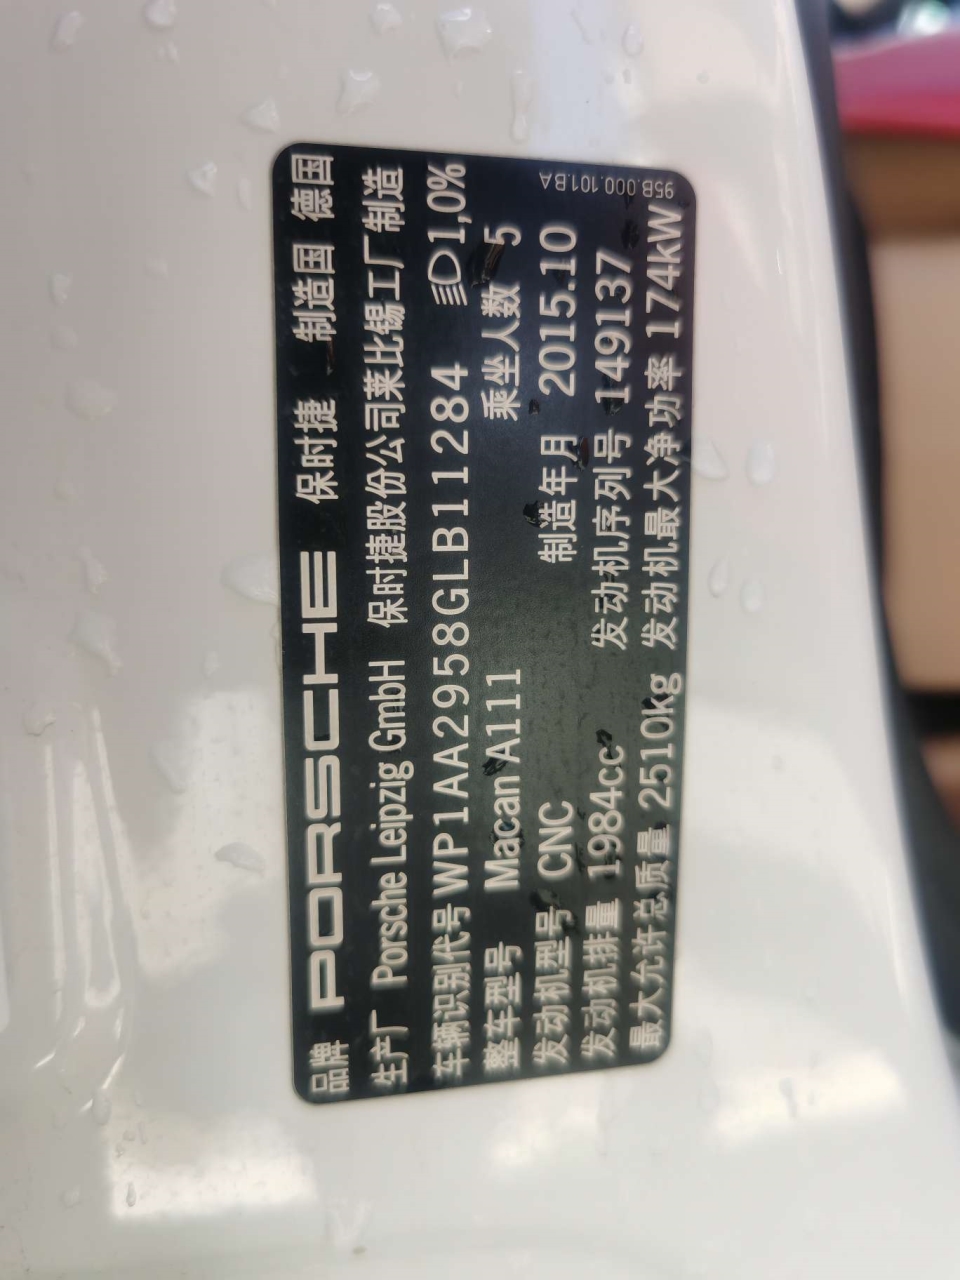 品牌 PORSCHE 保时捷 制造国 德国
生产厂 Porsche Leipzig GmbH 保时捷股份公司莱比锡工厂制造
车辆识别代号 WP1AA2958GLB11284 1,0%
整车型号 Macan A111 乘坐人数 5
发动机型号 CNC 制造年月 2015.10
发动机排量 1984cc 发动机序列号 149137
最大允许总质量 2510kg 发动机最大净功率 174kW
95B.000.101.BA